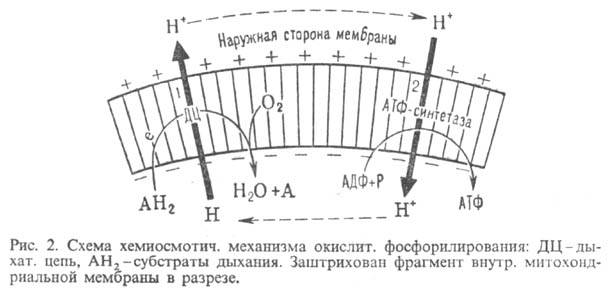 H⁺ H⁺
Наружная сторона мембраны
+ + + + + + + + + + + +
1 2
e ДЦ O₂ АТФ-синтетаза
AH₂ H₂O+A АДФ+Р АТФ
H H⁺
Рис. 2. Схема хемиосмотич. механизма окислит. фосфорилирования: ДЦ – ды-
хат. цепь, AH₂ – субстраты дыхания. Заштрихован фрагмент внутр. митохонд-
риальной мембраны в разрезе.